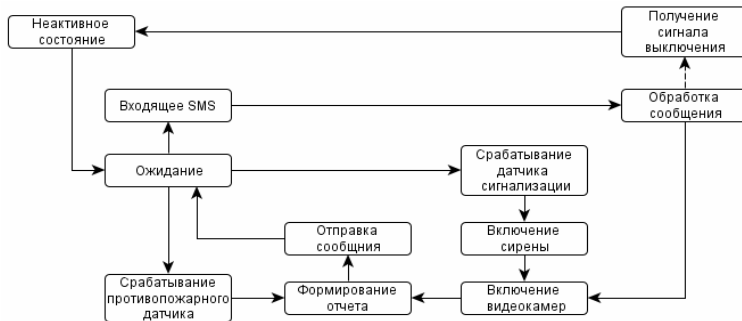 Неактивное
состояние
Получение
сигнала
выключения
Входящее SMS
Обработка
сообщения
Ожидание
Срабатывание
датчика
сигнализации
Отправка
сообщния
Включение
сирены
Срабатывание
противопожарного
датчика
Формирование
отчета
Включение
видеокамер